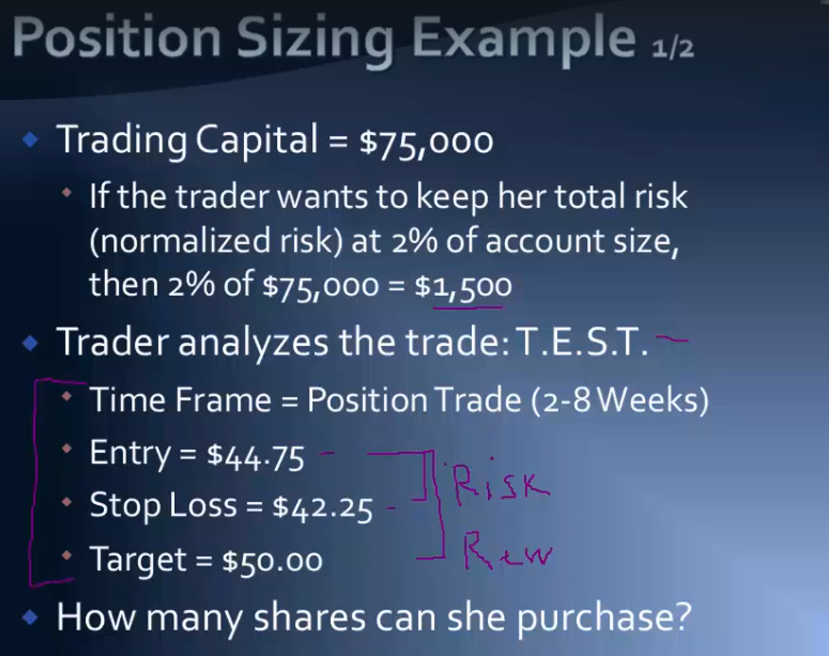 Position Sizing Example 1/2
Trading Capital = $75,000
If the trader wants to keep her total risk
(normalized risk) at 2% of account size,
then 2% of $75,000 = $1,500
Trader analyzes the trade: T.E.S.T.
Time Frame = Position Trade (2-8 Weeks)
Entry = $44.75
Risk
Stop Loss = $42.25
Rew
Target = $50.00
How many shares can she purchase?